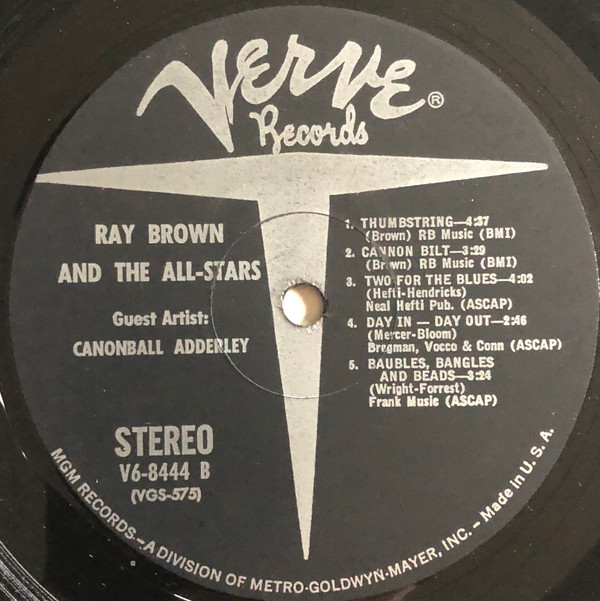 Verve®
Records
RAY BROWN
AND THE ALL-STARS
Guest Artist:
CANONBALL ADDERLEY
STEREO
V6-8444 B
(VGS-575)
1. THUMBSTRING—4:37
(Brown) RB Music (BMI)
2. CANNON BILT—3:29
(Brown) RB Music (BMI)
3. TWO FOR THE BLUES—4:02
(Hefti-Hendricks)
Neal Hefti Pub. (ASCAP)
4. DAY IN — DAY OUT—2:46
(Mercer-Bloom)
Bregman, Vocco & Conn (ASCAP)
5. BAUBLES, BANGLES
AND BEADS—3:24
(Wright-Forrest)
Frank Music (ASCAP)
MGM RECORDS—A DIVISION OF METRO-GOLDWYN-MAYER, INC. – Made in U. S. A.